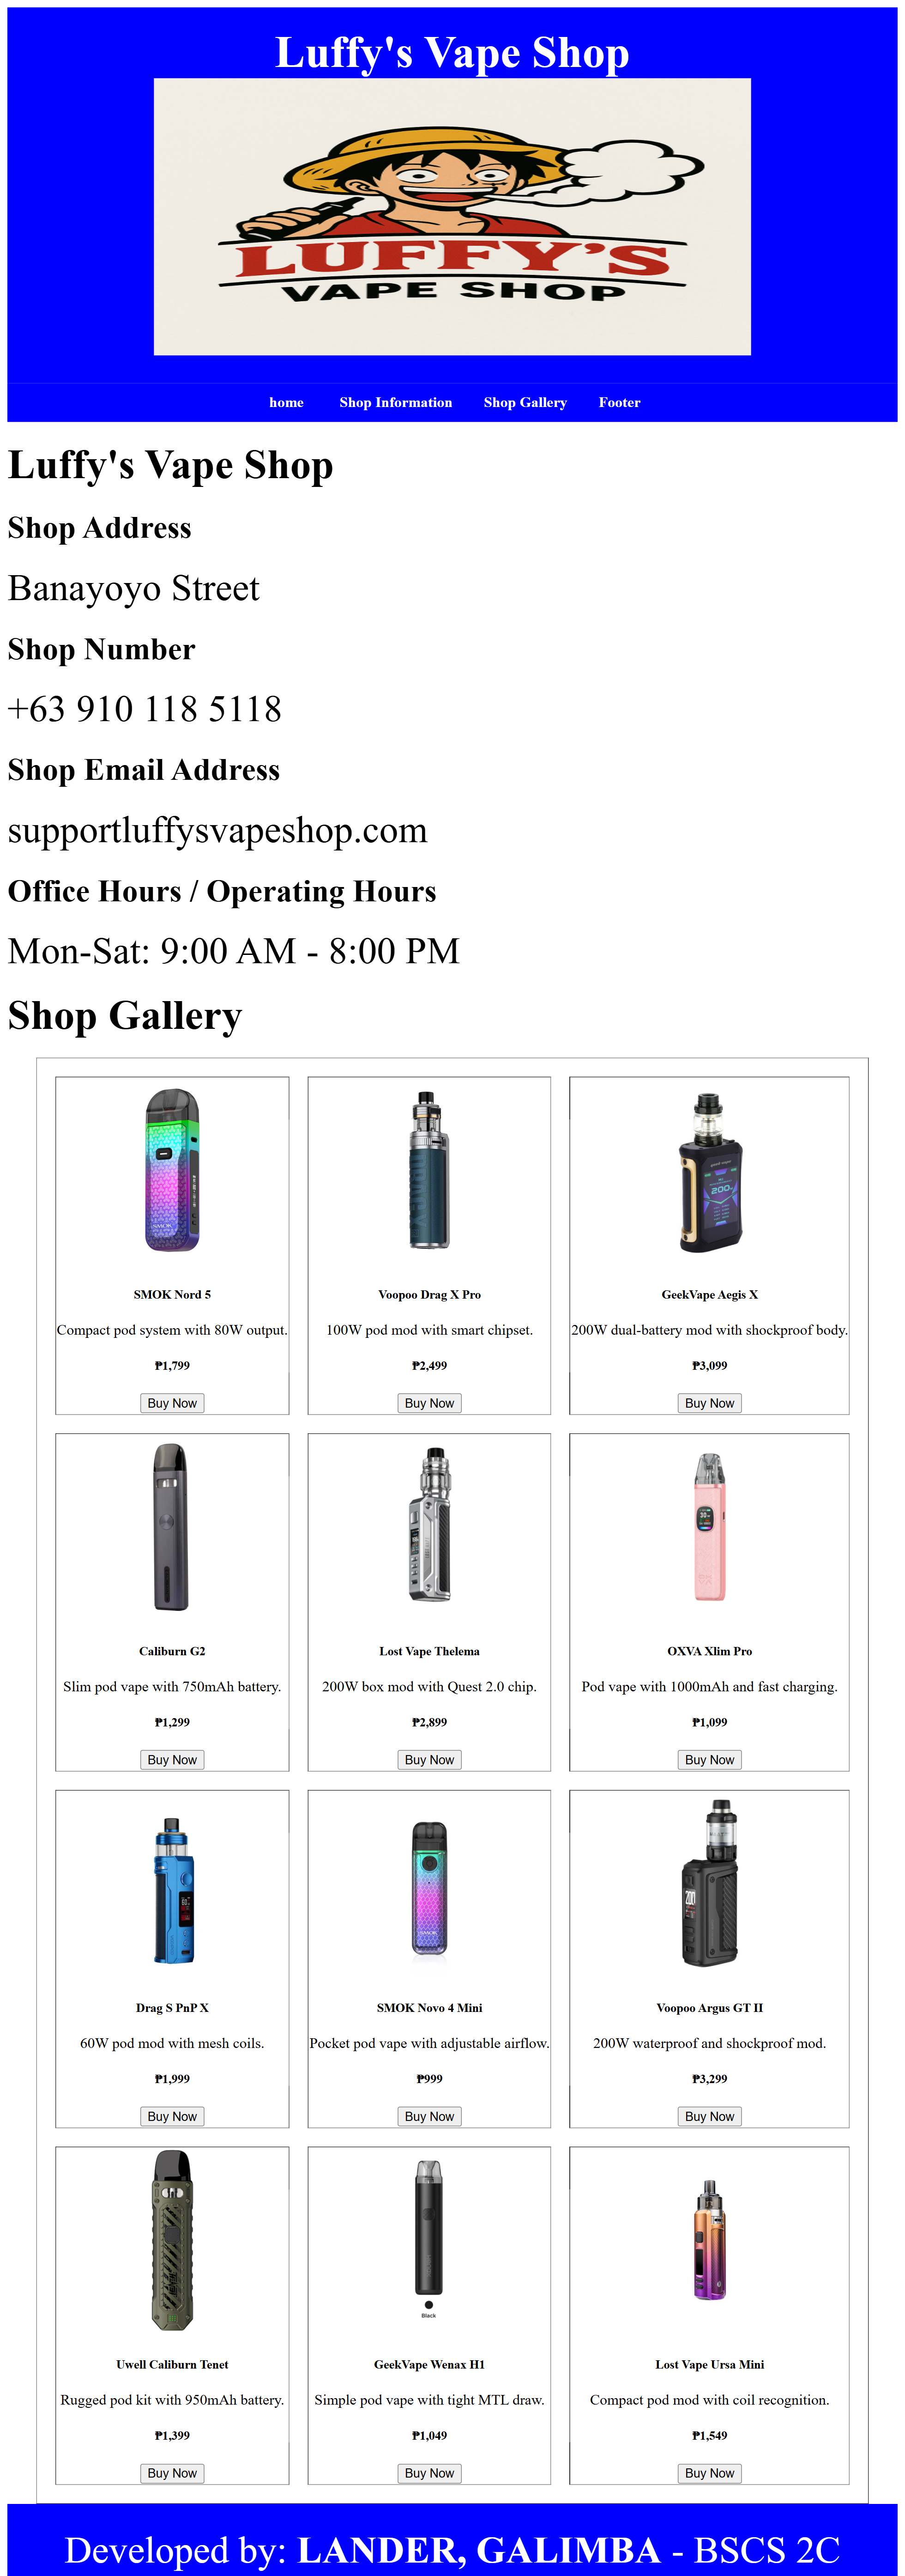 Luffy's Vape Shop
LUFFY'S
VAPE SHOP
home Shop Information Shop Gallery Footer
Luffy's Vape Shop
Shop Address
Banayoyo Street
Shop Number
+63 910 118 5118
Shop Email Address
supportluffysvapeshop.com
Office Hours / Operating Hours
Mon-Sat: 9:00 AM - 8:00 PM
Shop Gallery
SMOK
200
SMOK Nord 5 Voopoo Drag X Pro GeekVape Aegis X
Compact pod system with 80W output. 100W pod mod with smart chipset. 200W dual-battery mod with shockproof body.
₱1,799 ₱2,499 ₱3,099
Buy Now Buy Now Buy Now
30
Caliburn G2 Lost Vape Thelema OXVA Xlim Pro
Slim pod vape with 750mAh battery. 200W box mod with Quest 2.0 chip. Pod vape with 1000mAh and fast charging.
₱1,299 ₱2,899 ₱1,099
Buy Now Buy Now Buy Now
SMOK
200
Drag S PnP X SMOK Novo 4 Mini Voopoo Argus GT II
60W pod mod with mesh coils. Pocket pod vape with adjustable airflow. 200W waterproof and shockproof mod.
₱1,999 ₱999 ₱3,299
Buy Now Buy Now Buy Now
Black
Uwell Caliburn Tenet GeekVape Wenax H1 Lost Vape Ursa Mini
Rugged pod kit with 950mAh battery. Simple pod vape with tight MTL draw. Compact pod mod with coil recognition.
₱1,399 ₱1,049 ₱1,549
Buy Now Buy Now Buy Now
Developed by: LANDER, GALIMBA - BSCS 2C